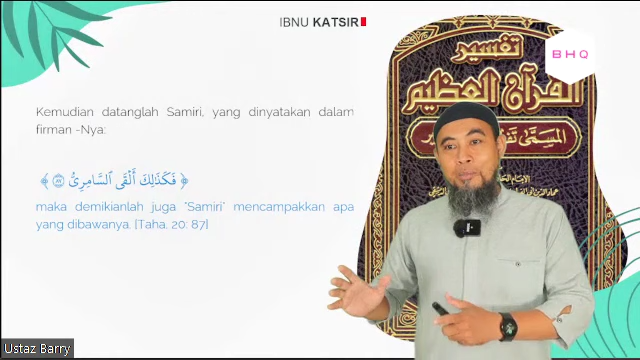 IBNU KATSIR
BHQ
Kemudian datanglah Samiri, yang dinyatakan dalam
firman -Nya:
﴿ فَكَذَٰلِكَ أَلْقَى ٱلسَّامِرِىُّ ٨٧ ﴾
maka demikianlah juga "Samiri" mencampakkan apa
yang dibawanya. [Taha. 20: 87]
تفسير
القرآن العظيم
Ustaz Barry